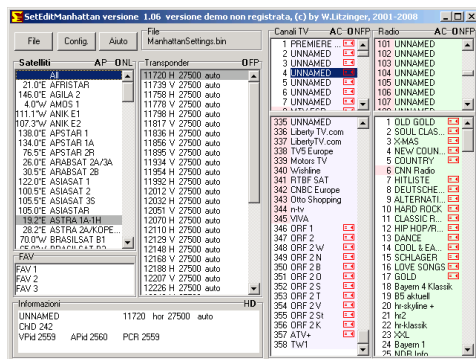 SetEditManhattan versione 1.06 versione demo non registrata, (c) by W.Litzinger, 2001-2008
File Config. Aiuto
File
ManhattanSettings.bin
Satelliti AP ONL
All
21.0°E AFRISTAR
146.0°E AGILA 2
4.0°W AMOS 1
111.1°W ANIK E1
107.3°W ANIK E2
138.0°E APSTAR 1
134.0°E APSTAR 1A
76.5°E APSTAR 2R
26.0°E ARABSAT 2A/3A
30.5°E ARABSAT 2B
122.0°E ASIASAT 1
100.5°E ASIASAT 2
105.5°E ASIASAT 3S
105.0°E ASIASTAR
19.2°E ASTRA 1A-1H
28.2°E ASTRA 2A/KOPE...
70.0°W BRASILSAT B1
Transponder OFP
11720 H 27500 auto
11739 V 27500 auto
11758 H 27500 auto
11778 V 27500 auto
11798 H 27500 auto
11817 V 27500 auto
11836 H 27500 auto
11856 V 27500 auto
11895 V 27500 auto
11934 V 27500 auto
11954 H 27500 auto
11992 H 27500 auto
12012 V 27500 auto
12032 H 27500 auto
12051 V 27500 auto
12070 H 27500 auto
12110 H 27500 auto
12129 V 27500 auto
12148 H 27500 auto
12168 V 27500 auto
12188 H 27500 auto
12207 V 27500 auto
12226 H 27500 auto
FAV
FAV 1
FAV 2
FAV 3
Informazioni HD
UNNAMED 11720 hor 27500 auto
ChID 242
VPid 2559 APid 2560 PCR 2559
Canali TV AC ONFP
1 PREMIERE ...
2 UNNAMED
3 UNNAMED
4 UNNAMED
5 UNNAMED
6 UNNAMED
7 UNNAMED
335 UNNAMED
336 Liberty TV.com
337 LibertyTV.com
338 TV5 Europe
339 Motors TV
340 Wishline
341 RTBF SAT
342 CNBC Europe
343 Otto Shopping
344 n-tv
345 VIVA
346 ORF 1
347 ORF 2
348 ORF 2 W
349 ORF 2 N
350 ORF 2 B
351 ORF 2 O
352 ORF 2 S
353 ORF 2 T
354 ORF 2 V
355 ORF 2 St
356 ORF 2 K
357 ATV+
358 TW1
Radio AC ONFP
101 UNNAMED
102 UNNAMED
103 UNNAMED
104 UNNAMED
105 UNNAMED
106 UNNAMED
107 UNNAMED
1 OLD GOLD
2 SOUL CLAS...
3 X-MAS
4 NEW COUN...
5 COUNTRY
6 CNN Radio
7 HITLISTE
8 DEUTSCHE...
9 ALTERNATI...
10 HARD ROCK
11 CLASSIC R...
12 HIP HOP/R...
13 DANCE
14 COOL & EA...
15 SCHLAGER
16 LOVE SONGS
17 GOLD
18 Bayern 4 Klassik
19 B5 aktuell
20 hr-skyline +
21 hr2
22 hr-klassik
23 XXL
24 Bayern 1
25 NDR Info